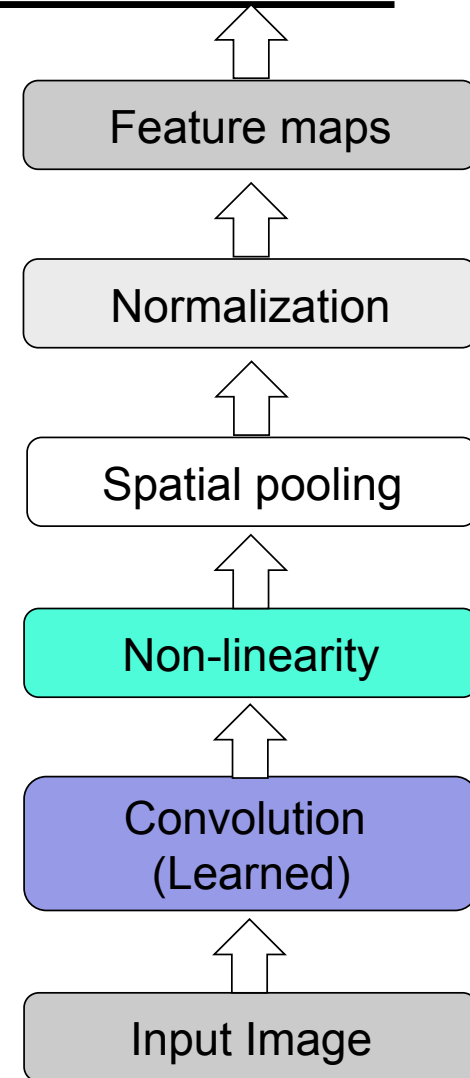 Feature maps
Normalization
Spatial pooling
Non-linearity
Convolution
(Learned)
Input Image